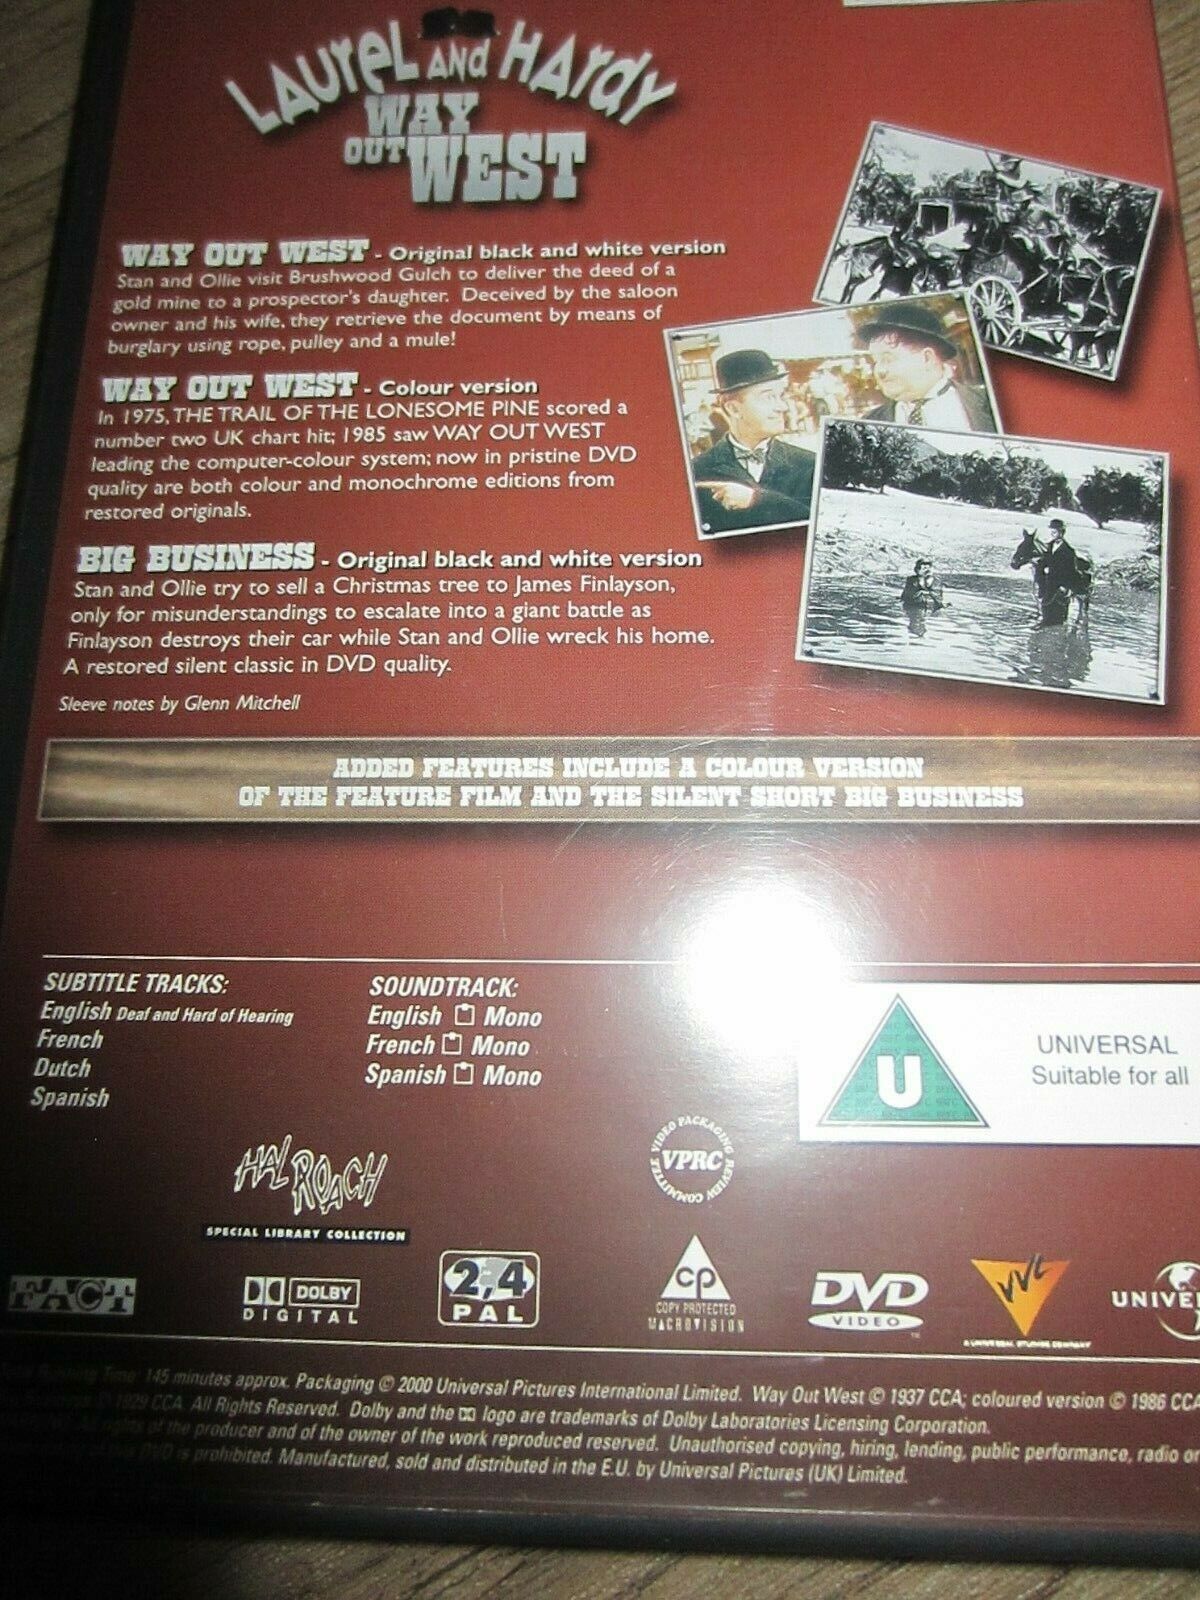 LAUREL AND HARDY
WAY
OUT WEST
WAY OUT WEST - Original black and white version
Stan and Ollie visit Brushwood Gulch to deliver the deed of a
gold mine to a prospector's daughter. Deceived by the saloon
owner and his wife, they retrieve the document by means of
burglary using rope, pulley and a mule!
WAY OUT WEST - Colour version
In 1975, THE TRAIL OF THE LONESOME PINE scored a
number two UK chart hit; 1985 saw WAY OUT WEST
leading the computer-colour system; now in pristine DVD
quality are both colour and monochrome editions from
restored originals.
BIG BUSINESS - Original black and white version
Stan and Ollie try to sell a Christmas tree to James Finlayson,
only for misunderstandings to escalate into a giant battle as
Finlayson destroys their car while Stan and Ollie wreck his home.
A restored silent classic in DVD quality.
Sleeve notes by Glenn Mitchell
ADDED FEATURES INCLUDE A COLOUR VERSION
OF THE FEATURE FILM AND THE SILENT SHORT BIG BUSINESS
SUBTITLE TRACKS:
English Deaf and Hard of Hearing
French
Dutch
Spanish
SOUNDTRACK:
English Mono
French Mono
Spanish Mono
U
UNIVERSAL
Suitable for all
HAL ROACH
SPECIAL LIBRARY COLLECTION
VIDEO PACKAGING REVIEW COMMITTEE
VPRC
FACT
DOLBY
DIGITAL
2,4
PAL
CP
COPY PROTECTED
MACROVISION
DVD
VIDEO
VVL
A UNIVERSAL STUDIOS COMPANY
UNIVE
Running Time: 145 minutes approx. Packaging © 2000 Universal Pictures International Limited. Way Out West © 1937 CCA; coloured version © 1986 CCA
© 1929 CCA. All Rights Reserved. Dolby and the logo are trademarks of Dolby Laboratories Licensing Corporation.
of the producer and of the owner of the work reproduced reserved. Unauthorised copying, hiring, lending, public performance, radio or
DVD is prohibited. Manufactured, sold and distributed in the E.U. by Universal Pictures (UK) Limited.